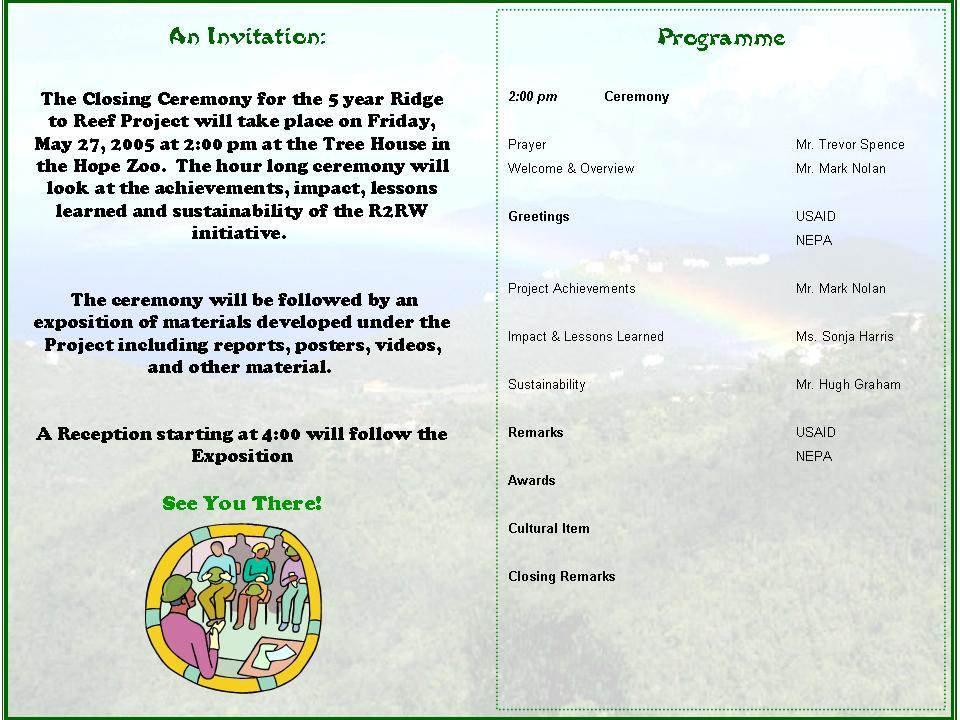 An Invitation:
The Closing Ceremony for the 5 year Ridge
to Reef Project will take place on Friday,
May 27, 2005 at 2:00 pm at the Tree House in
the Hope Zoo.  The hour long ceremony will
look at the achievements, impact, lessons
learned and sustainability of the R2RW
initiative.
The ceremony will be followed by an
exposition of materials developed under the
Project including reports, posters, videos,
and other material.
A Reception starting at 4:00 will follow the
Exposition
See You There!
Programme
2:00 pm Ceremony
Prayer Mr. Trevor Spence
Welcome & Overview Mr. Mark Nolan
Greetings USAID
NEPA
Project Achievements Mr. Mark Nolan
Impact & Lessons Learned Ms. Sonja Harris
Sustainability Mr. Hugh Graham
Remarks USAID
NEPA
Awards
Cultural Item
Closing Remarks